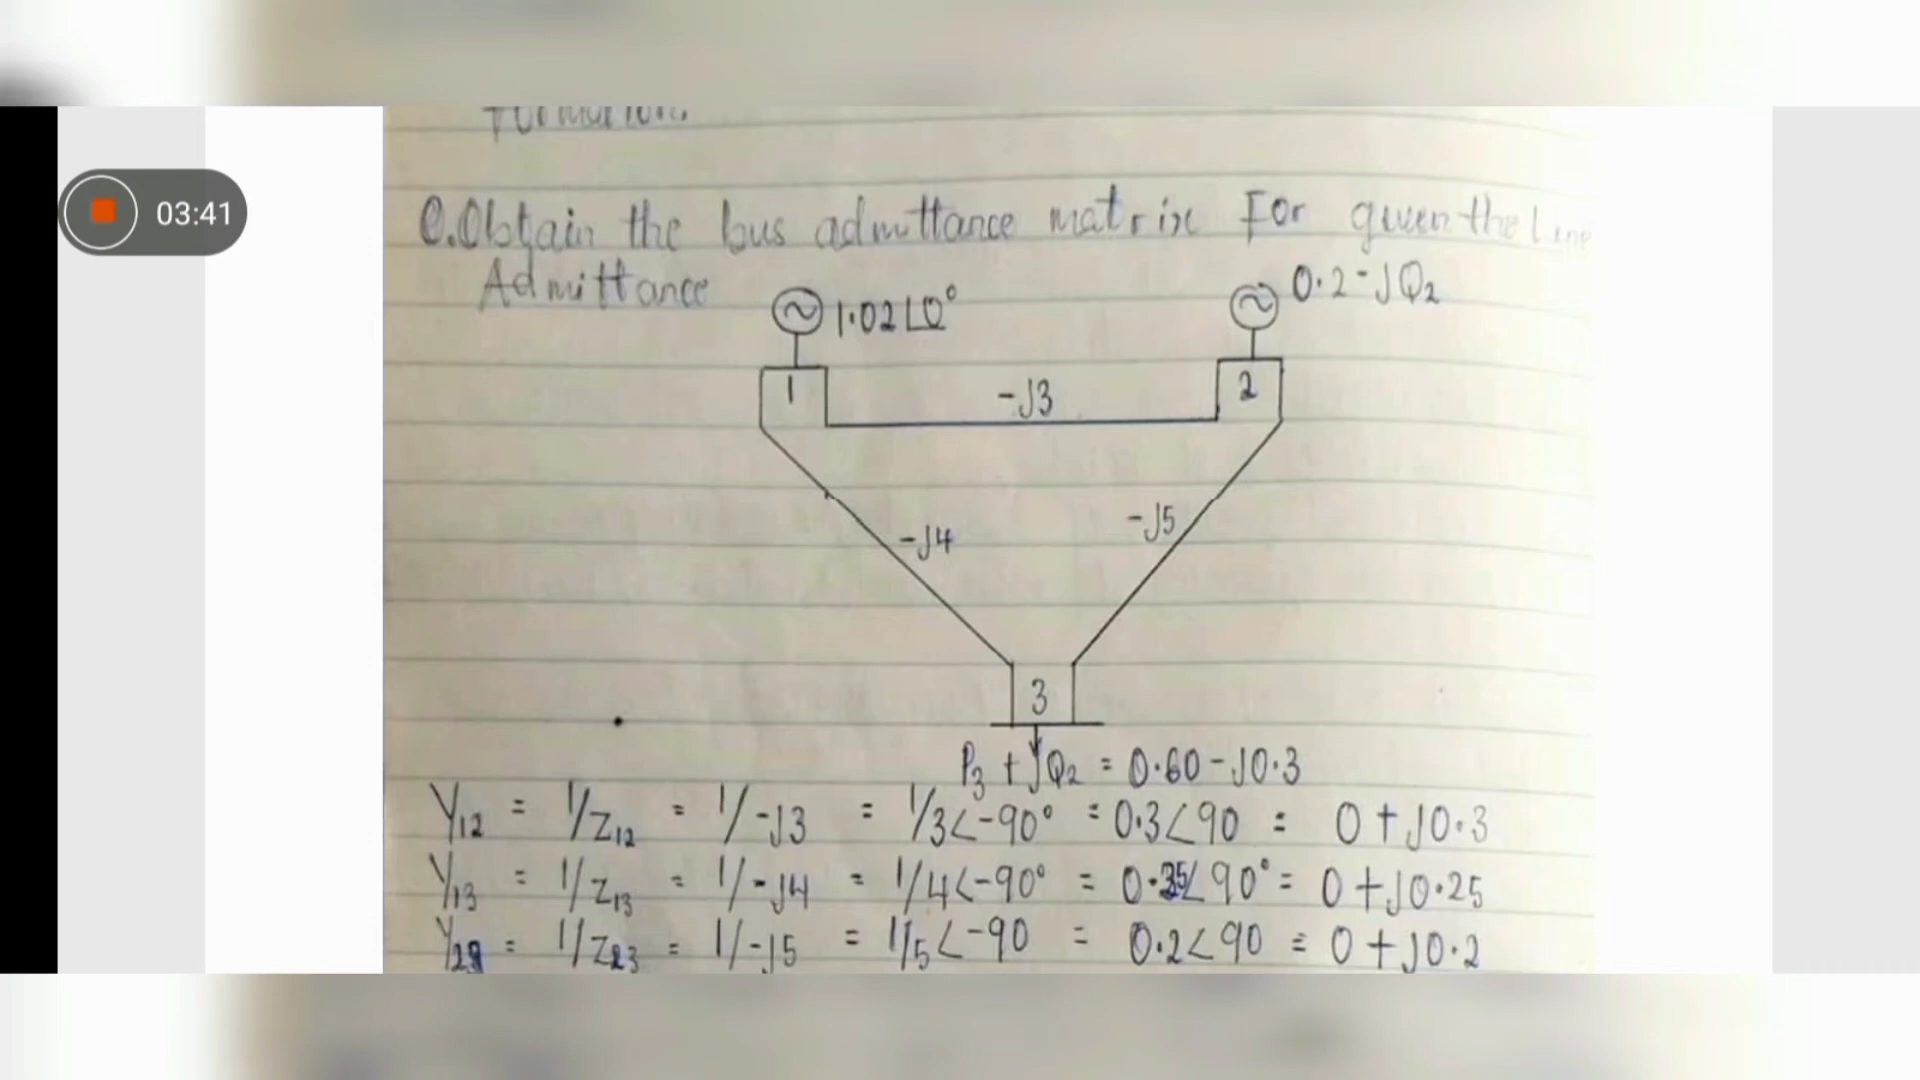 03:41
Q. Obtain the bus admittance matrix For given the Line
Admittance
1.02∠0°
0.2-JQ2
1
-J3
2
-J4
-J5
3
P3 + JQ2 = 0.60 - J0.3
Y12 = 1/Z12 = 1/-J3 = 1/3∠-90° = 0.3∠90 = 0 + J0.3
Y13 = 1/Z13 = 1/-J4 = 1/4∠-90° = 0.25∠90° = 0 + J0.25
Y23 = 1/Z23 = 1/-J5 = 1/5∠-90 = 0.2∠90 = 0 + J0.2